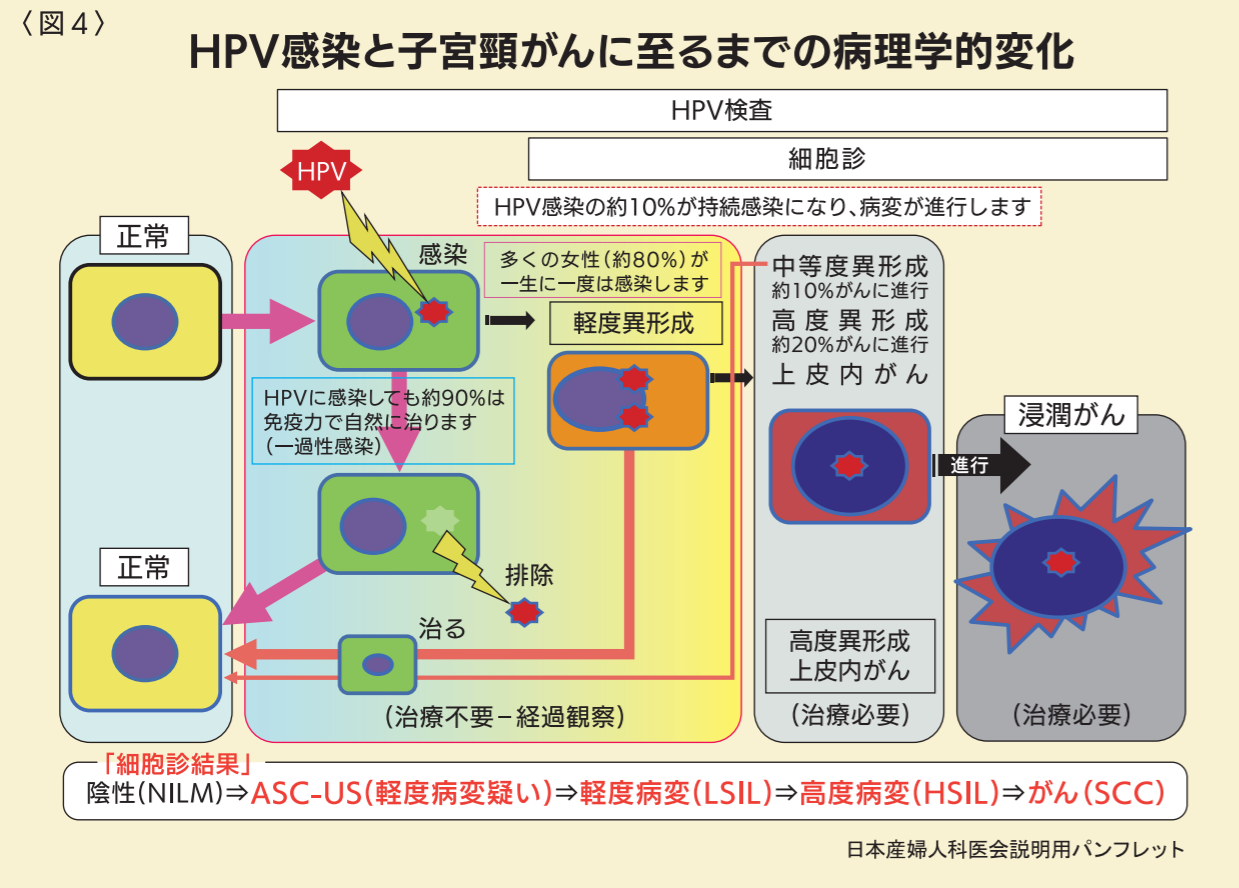 〈図4〉
HPV感染と子宮頸がんに至るまでの病理学的変化
HPV検査
細胞診
HPV
HPV感染の約10%が持続感染になり、病変が進行します
正常
感染
多くの女性(約80%)が
一生に一度は感染します
軽度異形成
中等度異形成
約10%がんに進行
高度異形成
約20%がんに進行
上皮内がん
HPVに感染しても約90%は
免疫力で自然に治ります
(一過性感染)
浸潤がん
進行
正常
排除
治る
高度異形成
上皮内がん
(治療不要−経過観察)
(治療必要)
(治療必要)
「細胞診結果」
陰性(NILM)⇒ASC-US(軽度病変疑い)⇒軽度病変(LSIL)⇒高度病変(HSIL)⇒がん(SCC)
日本産婦人科医会説明用パンフレット